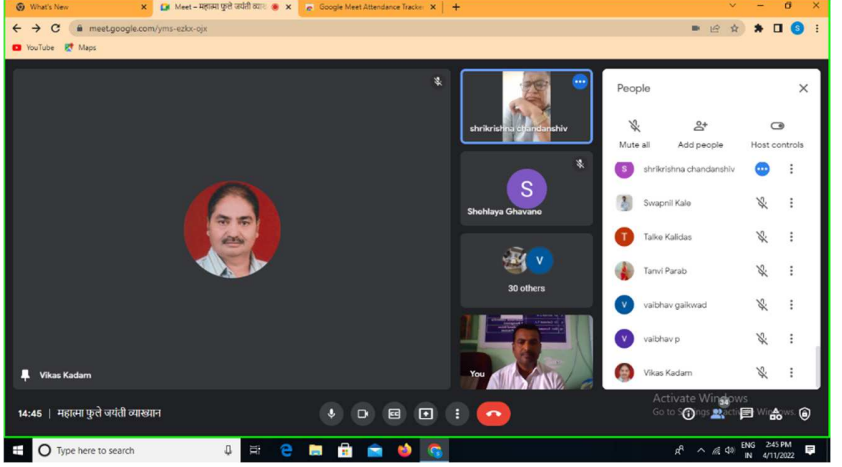 What's New
Meet – महात्मा फुले जयंती व्या
Google Meet Attendance Tracker
meet.google.com/yms-ezkx-ojx
S
YouTube
Maps
shrikrishna chandanshiv
S
Shehlaya Ghavane
V
30 others
You
Vikas Kadam
People
Mute all
Add people
Host controls
S shrikrishna chandanshiv
Swapnil Kale
T Talke Kalidas
Tanvi Parab
V vaibhav gaikwad
V vaibhav p
Vikas Kadam
Activate Windows
34
14:45 | महात्मा फुले जयंती व्याख्यान
Type here to search
ENG 2:45 PM
IN 4/11/2022